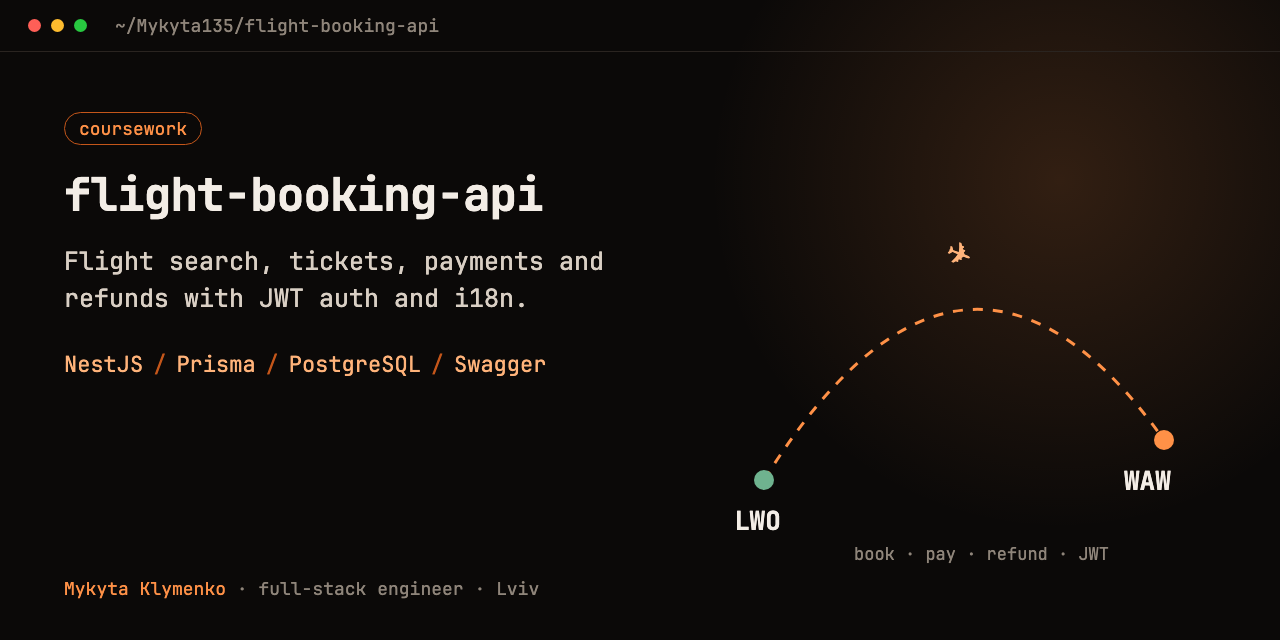 ~/Mykyta135/flight-booking-api
coursework
flight-booking-api
Flight search, tickets, payments and
refunds with JWT auth and i18n.
NestJS / Prisma / PostgreSQL / Swagger
LWO
WAW
book · pay · refund · JWT
Mykyta Klymenko · full-stack engineer · Lviv